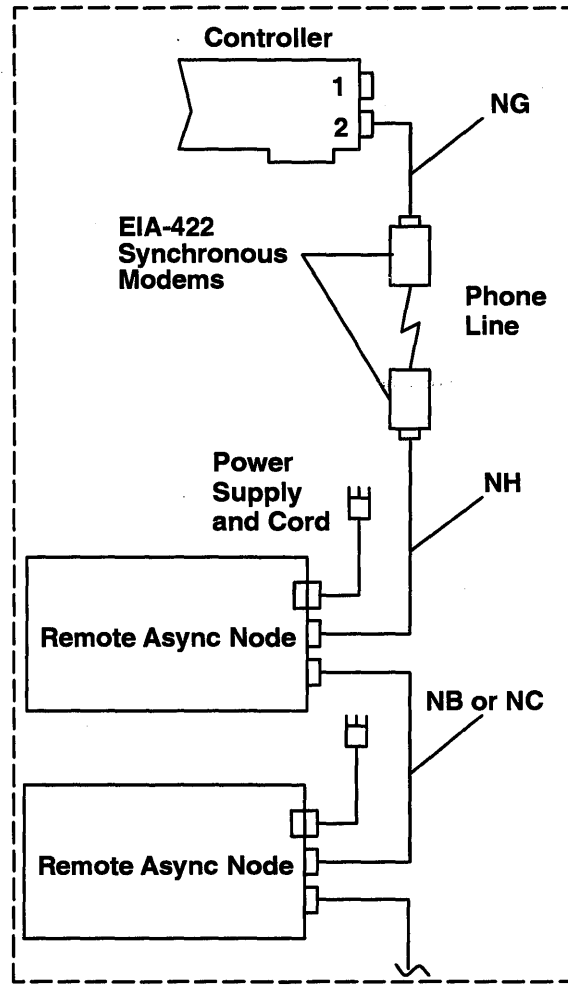 Controller
1
2
NG
EIA-422
Synchronous
Modems
Phone
Line
Power
Supply
and Cord
NH
Remote Async Node
NB or NC
Remote Async Node